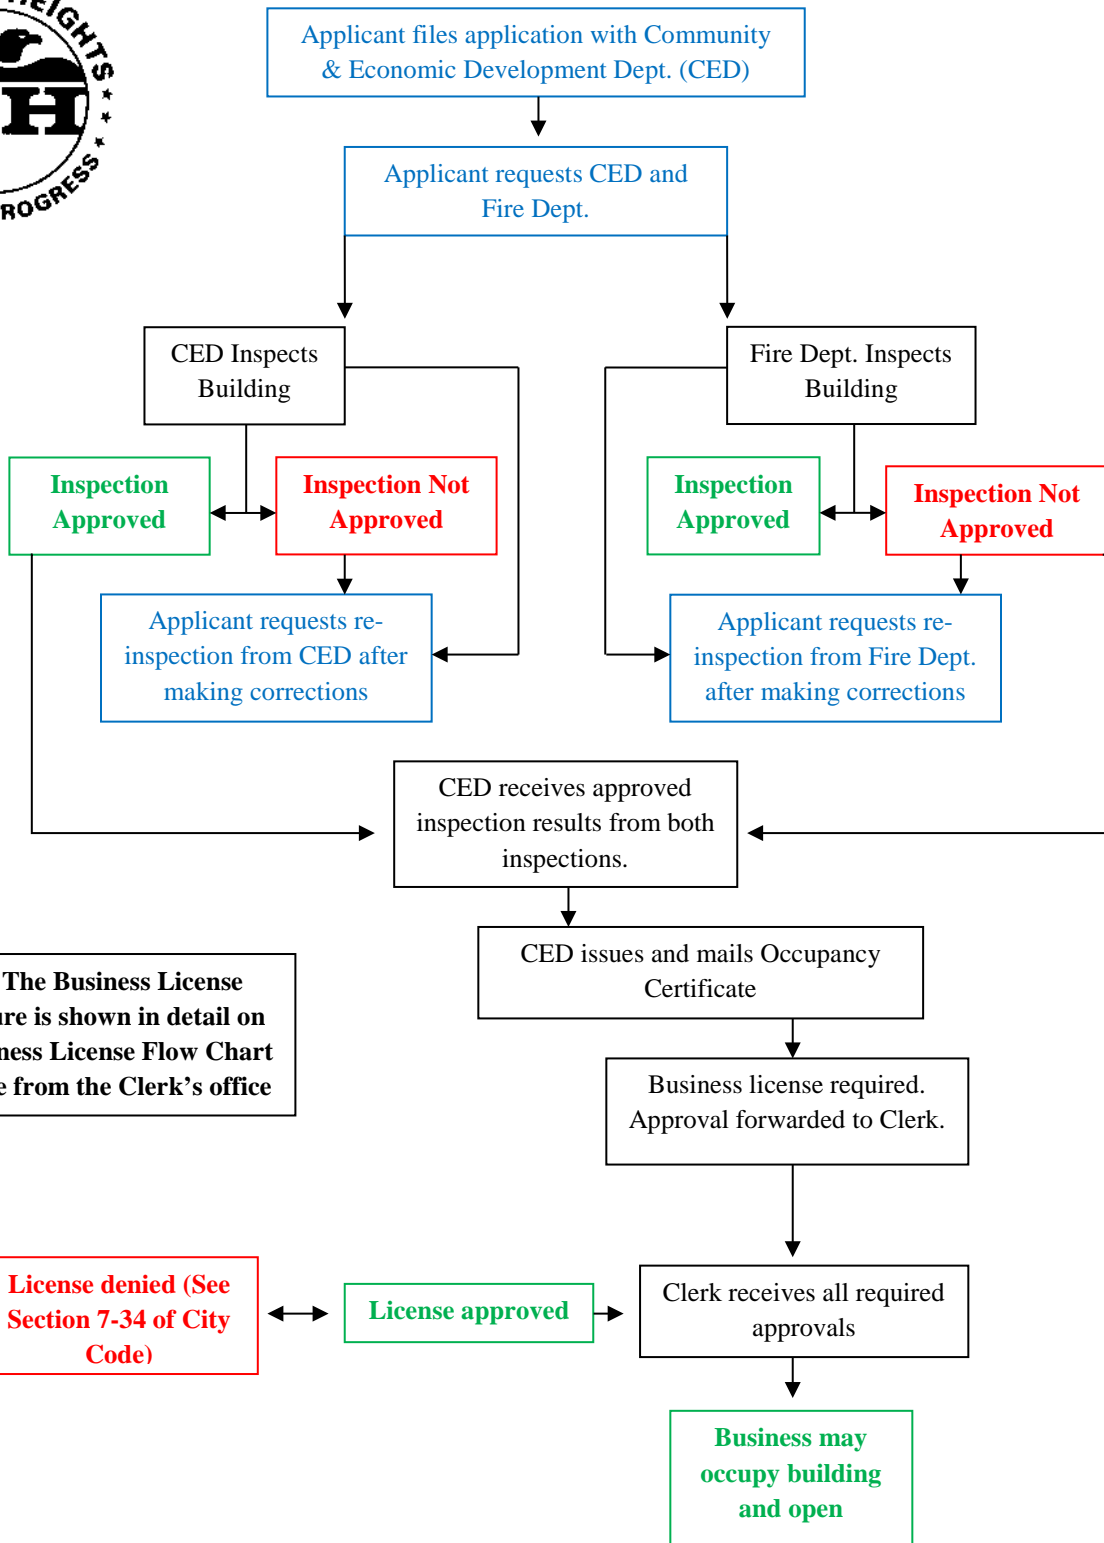 HEIGHTS
H
PROGRESS
Applicant files application with Community
& Economic Development Dept. (CED)
Applicant requests CED and
Fire Dept.
CED Inspects
Building
Fire Dept. Inspects
Building
Inspection
Approved
Inspection Not
Approved
Inspection
Approved
Inspection Not
Approved
Applicant requests re-
inspection from CED after
making corrections
Applicant requests re-
inspection from Fire Dept.
after making corrections
CED receives approved
inspection results from both
inspections.
CED issues and mails Occupancy
Certificate
The Business License
is shown in detail on
License Flow Chart
from the Clerk's office
Business license required.
Approval forwarded to Clerk.
License denied (See
Section 7-34 of City
Code)
License approved
Clerk receives all required
approvals
Business may
occupy building
and open